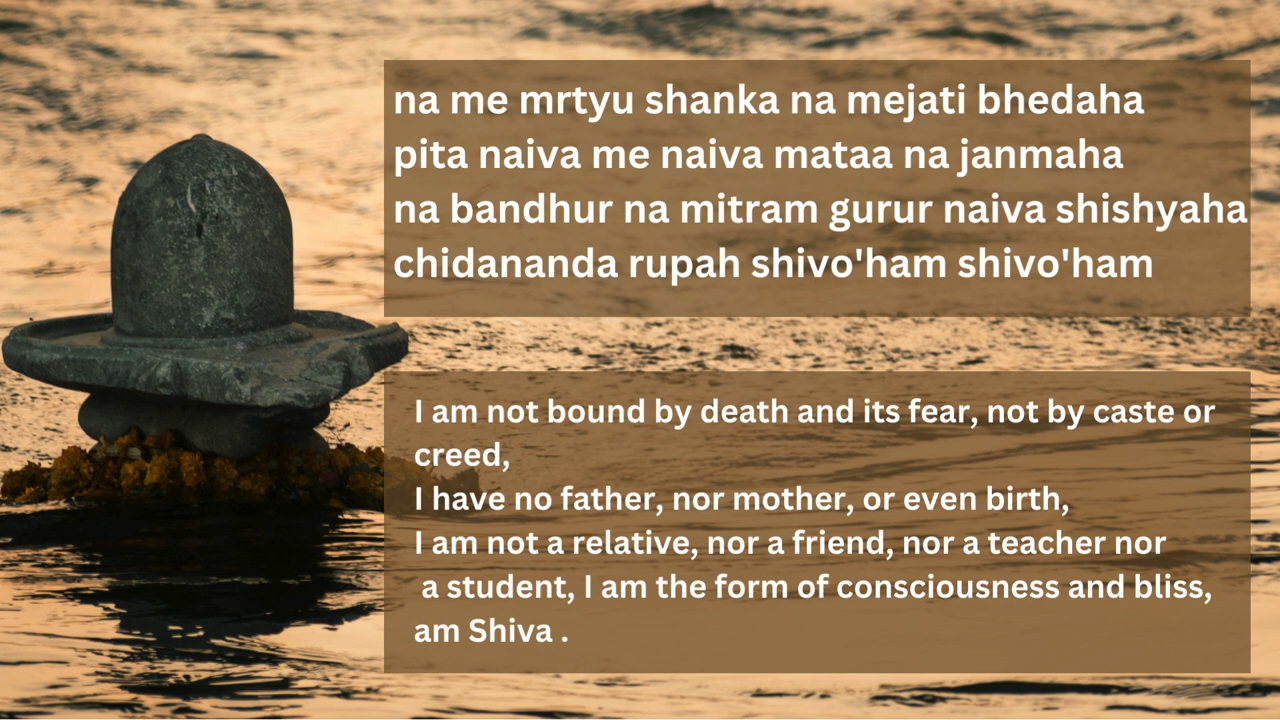 na me mrtyu shanka na mejati bhedaha
pita naiva me naiva mataa na janmaha
na bandhur na mitram gurur naiva shishyaha
chidananda rupah shivo'ham shivo'ham
I am not bound by death and its fear, not by caste or
creed,
I have no father, nor mother, or even birth,
I am not a relative, nor a friend, nor a teacher nor
a student, I am the form of consciousness and bliss,
am Shiva .